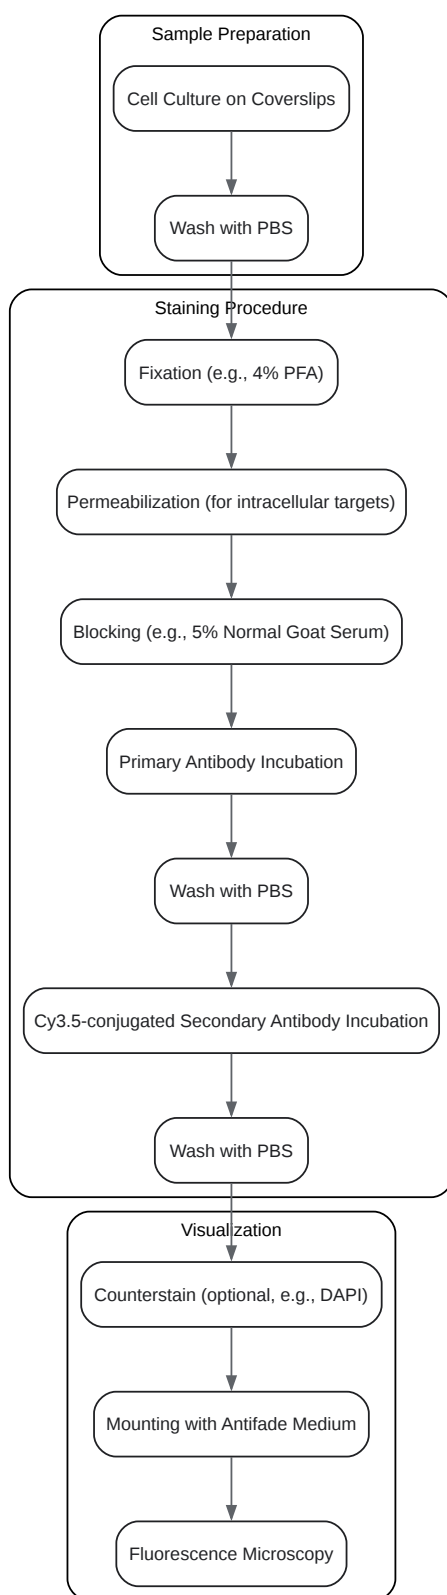 Sample Preparation
Cell Culture on Coverslips
Wash with PBS
Staining Procedure
Fixation (e.g., 4% PFA)
Permeabilization (for intracellular targets)
Blocking (e.g., 5% Normal Goat Serum)
Primary Antibody Incubation
Wash with PBS
Cy3.5-conjugated Secondary Antibody Incubation
Wash with PBS
Visualization
Counterstain (optional, e.g., DAPI)
Mounting with Antifade Medium
Fluorescence Microscopy